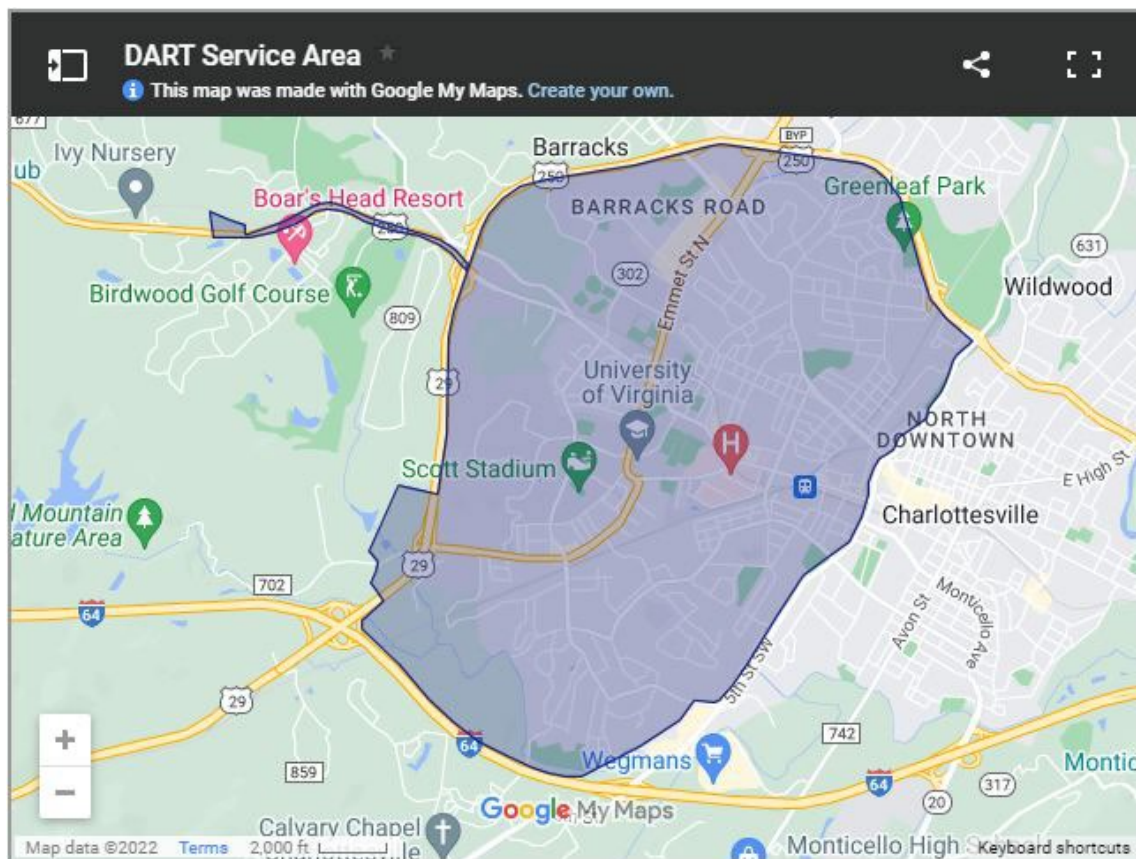 DART Service Area
This map was made with Google My Maps. Create your own.
677
Ivy Nursery
ub
Barracks
BYP
250
250
Greenleaf Park
Boar's Head Resort
BARRACKS ROAD
250
631
302
Wildwood
Birdwood Golf Course
809
Emmet St N
29
University
of Virginia
NORTH
DOWNTOWN
Scott Stadium
H
E High St
d Mountain
ature Area
Charlottesville
29
702
64
Monticello Ave
Avon St
5th St SW
29
64
742
Wegmans
859
Montic
64
317
20
Google My Maps
Calvary Chapel
Monticello High
Map data ©2022 Terms 2,000 ft
Keyboard shortcuts